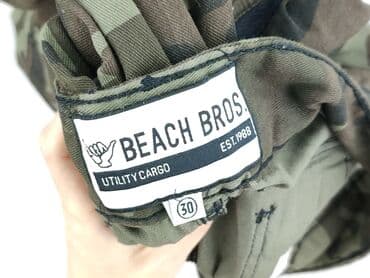 BEACH BROS.
UTILITY CARGO EST. 1988
30